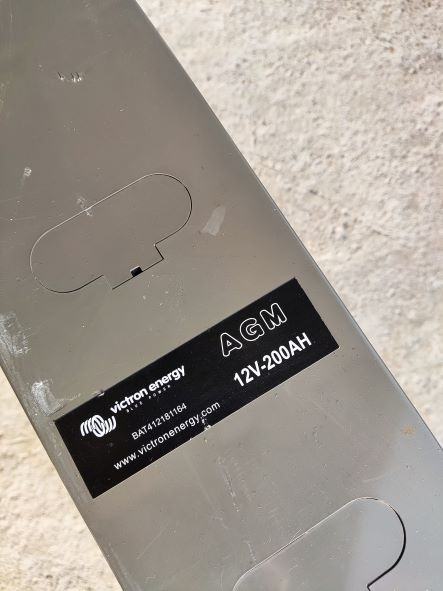 victron energy
BLUE POWER
AGM
12V-200AH
BAT412181164
www.victronenergy.com